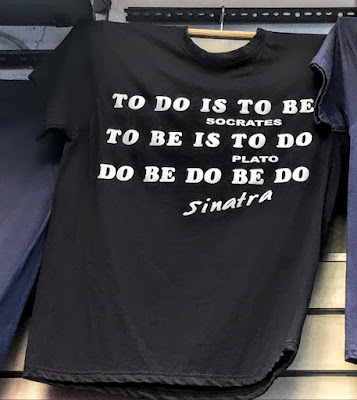 TO DO IS TO BE
SOCRATES
TO BE IS TO DO
PLATO
DO BE DO BE DO
Sinatra